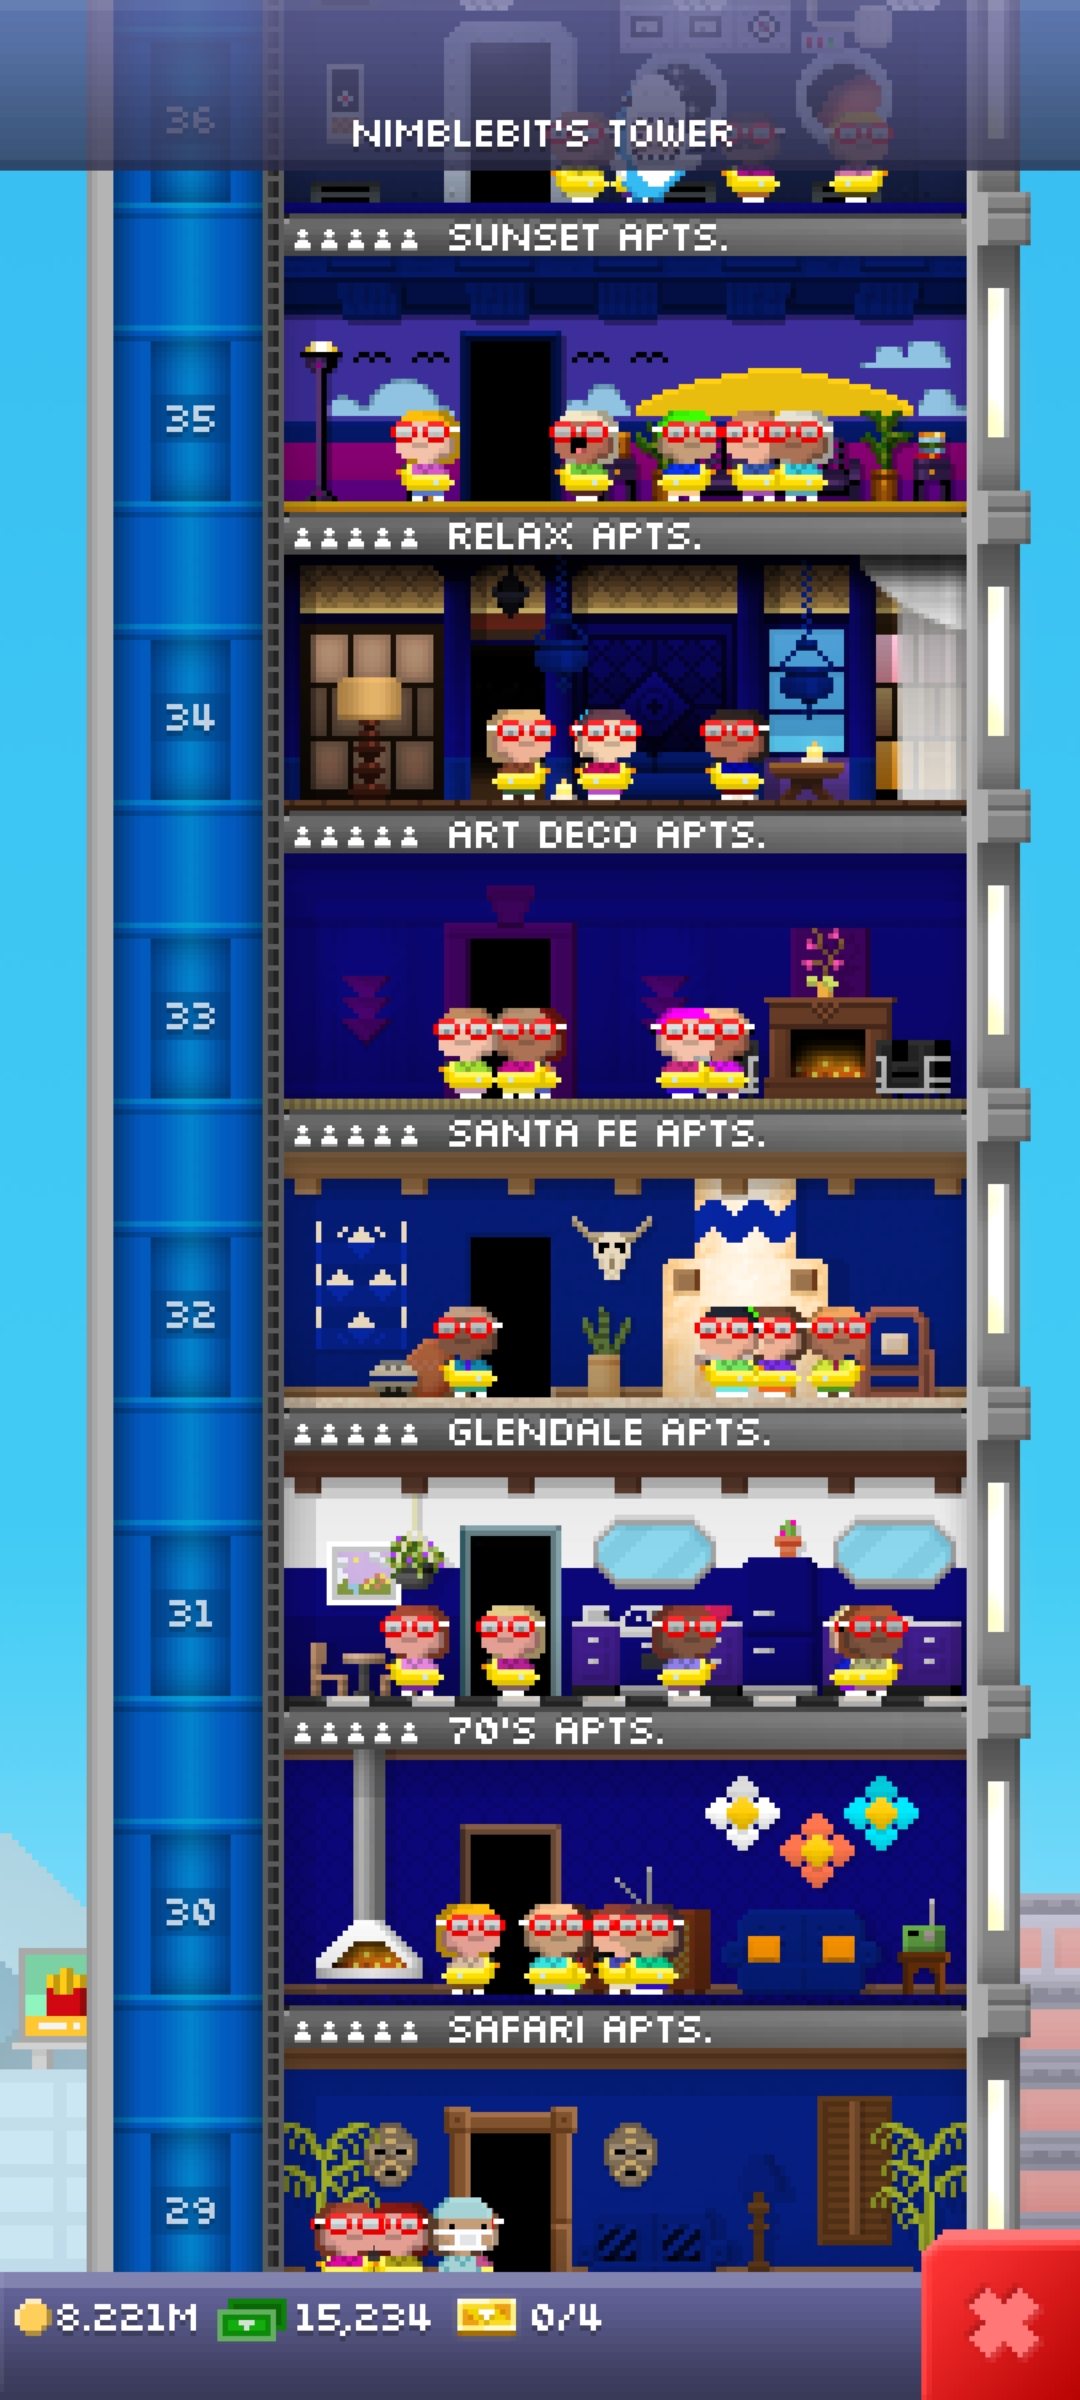 36
NIMBLEBIT'S TOWER
SUNSET APTS.
35
RELAX APTS.
34
ART DECO APTS.
33
SANTA FE APTS.
32
GLENDALE APTS.
31
70'S APTS.
30
SAFARI APTS.
29
8.221M 15,234 0/4